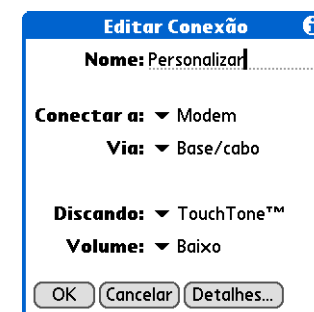 Editar Conexão
Nome: Personalizar
Conectar a: Modem
Via: Base/cabo
Discando: TouchTone™
Volume: Baixo
OK Cancelar Detalhes...